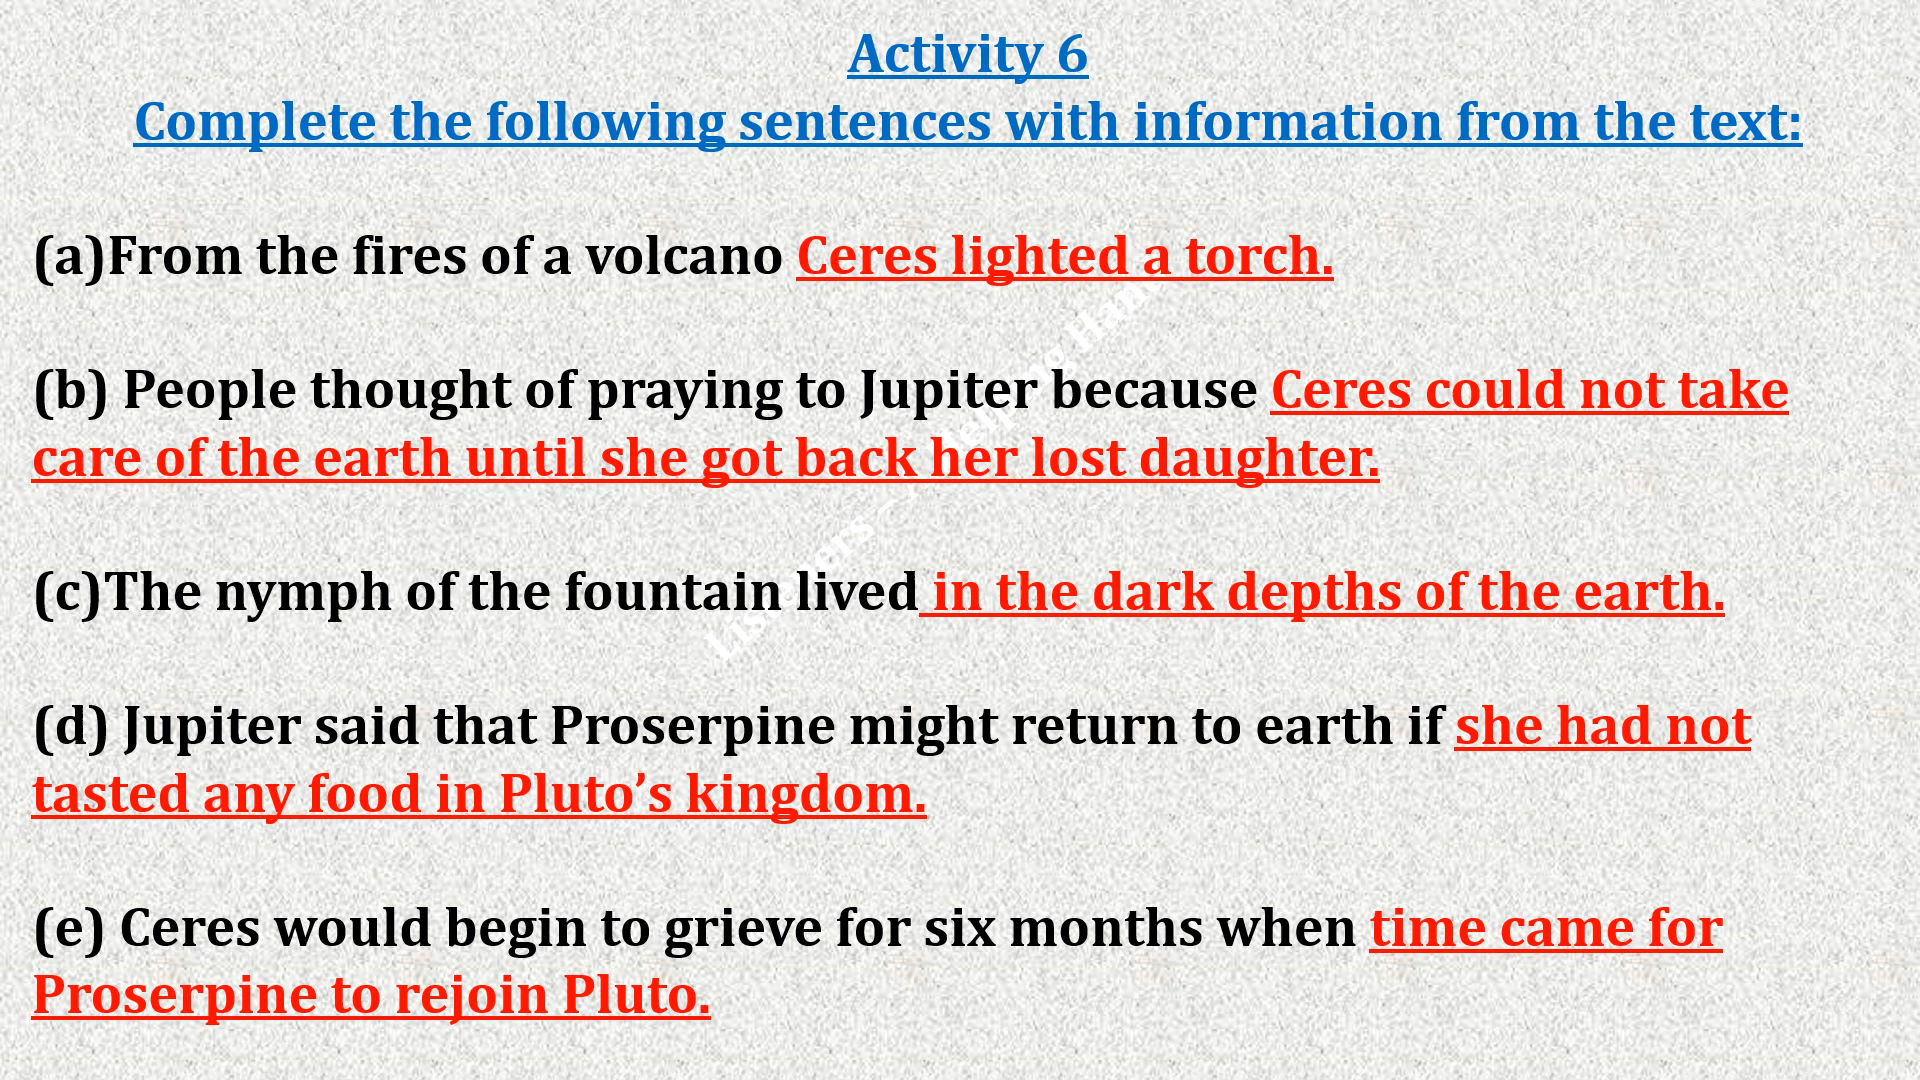 Activity 6
Complete the following sentences with information from the text:
(a)From the fires of a volcano Ceres lighted a torch.
(b) People thought of praying to Jupiter because Ceres could not take
care of the earth until she got back her lost daughter.
(c)The nymph of the fountain lived in the dark depths of the earth.
(d) Jupiter said that Proserpine might return to earth if she had not
tasted any food in Pluto’s kingdom.
(e) Ceres would begin to grieve for six months when time came for
Proserpine to rejoin Pluto.